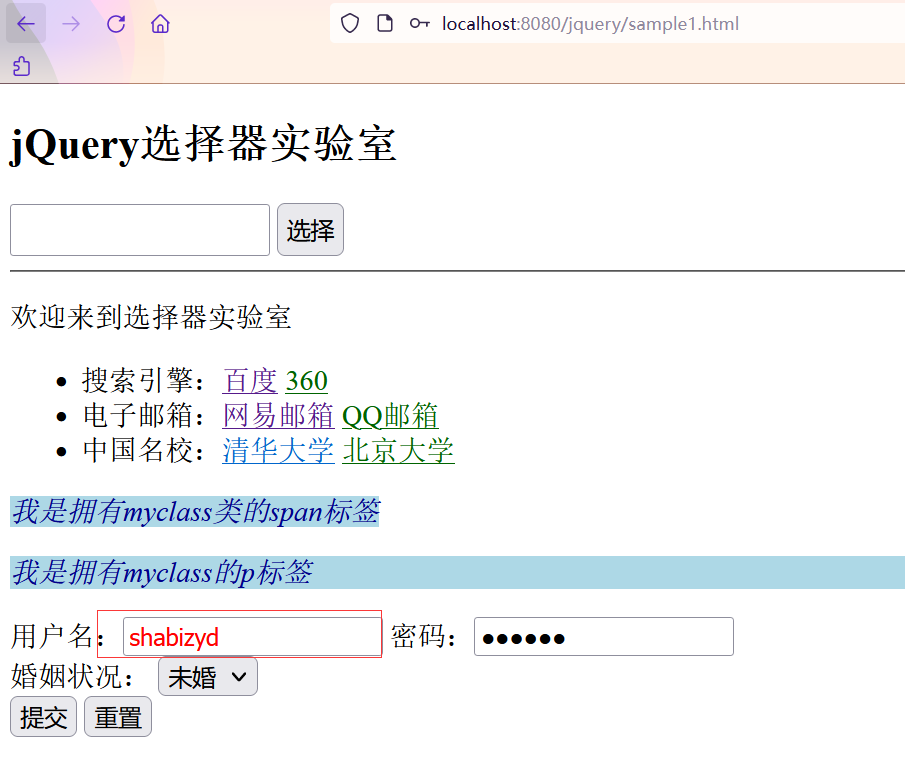 localhost:8080/jquery/sample1.html
jQuery选择器实验室
选择
欢迎来到选择器实验室
搜索引擎：百度 360
电子邮箱：网易邮箱 QQ邮箱
中国名校：清华大学 北京大学
我是拥有myclass类的span标签
我是拥有myclass的p标签
用户名：shabizyd 密码：●●●●●●
婚姻状况： 未婚
提交 重置